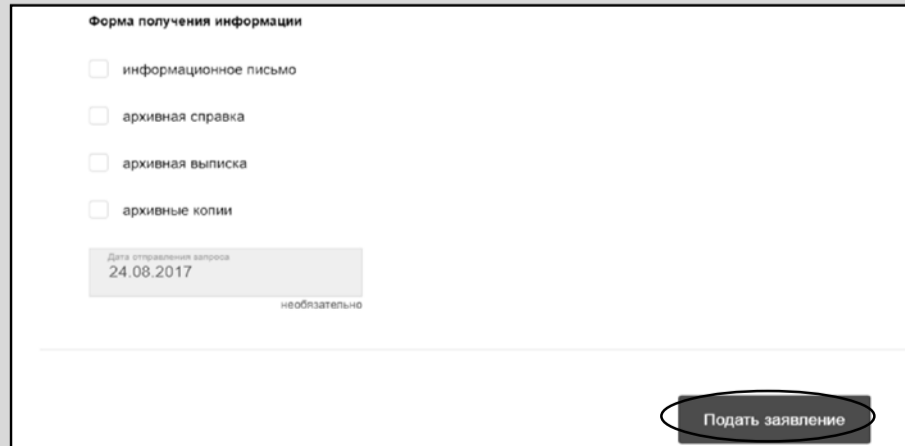 Форма получения информации
информационное письмо
архивная справка
архивная выписка
архивные копии
Дата отправления запроса
24.08.2017
необязательно
Подать заявление